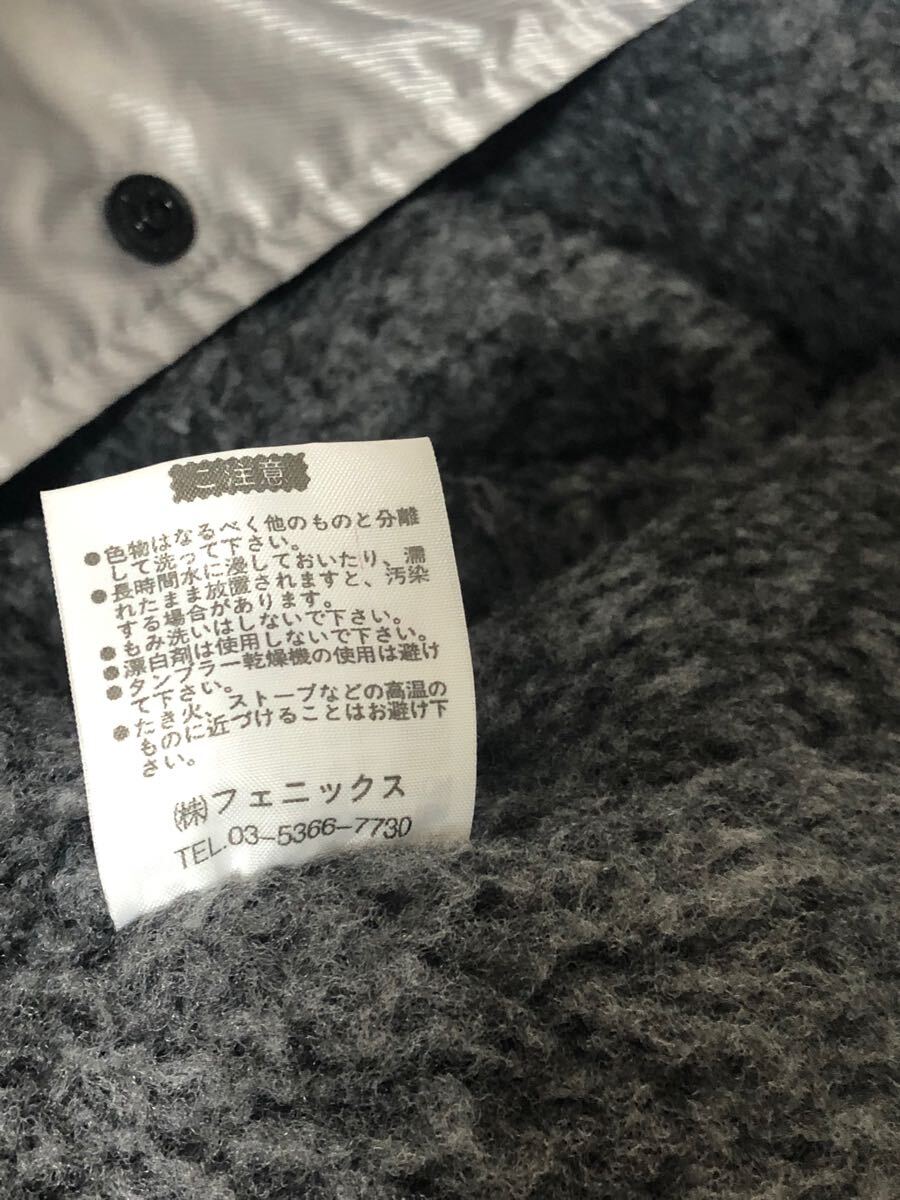 ご注意
●色物はなるべく他のものと分離
して洗って下さい。
●長時間水に浸しておいたり、濡
れたまま放置されますと、汚染
する場合があります。
●もみ洗いはしないで下さい。
●漂白剤は使用しないで下さい。
●タンブラー乾燥機の使用は避け
て下さい。
●たき火、ストーブなどの高温の
ものに近づけることはお避け下
さい。
㈱フェニックス
TEL.03-5366-7730